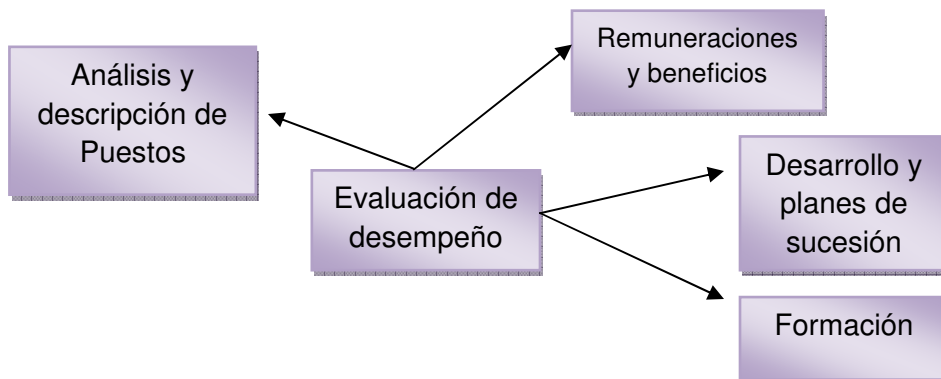 Remuneraciones
y beneficios
Análisis y
descripción de
Puestos
Desarrollo y
planes de
sucesión
Evaluación de
desempeño
Formación